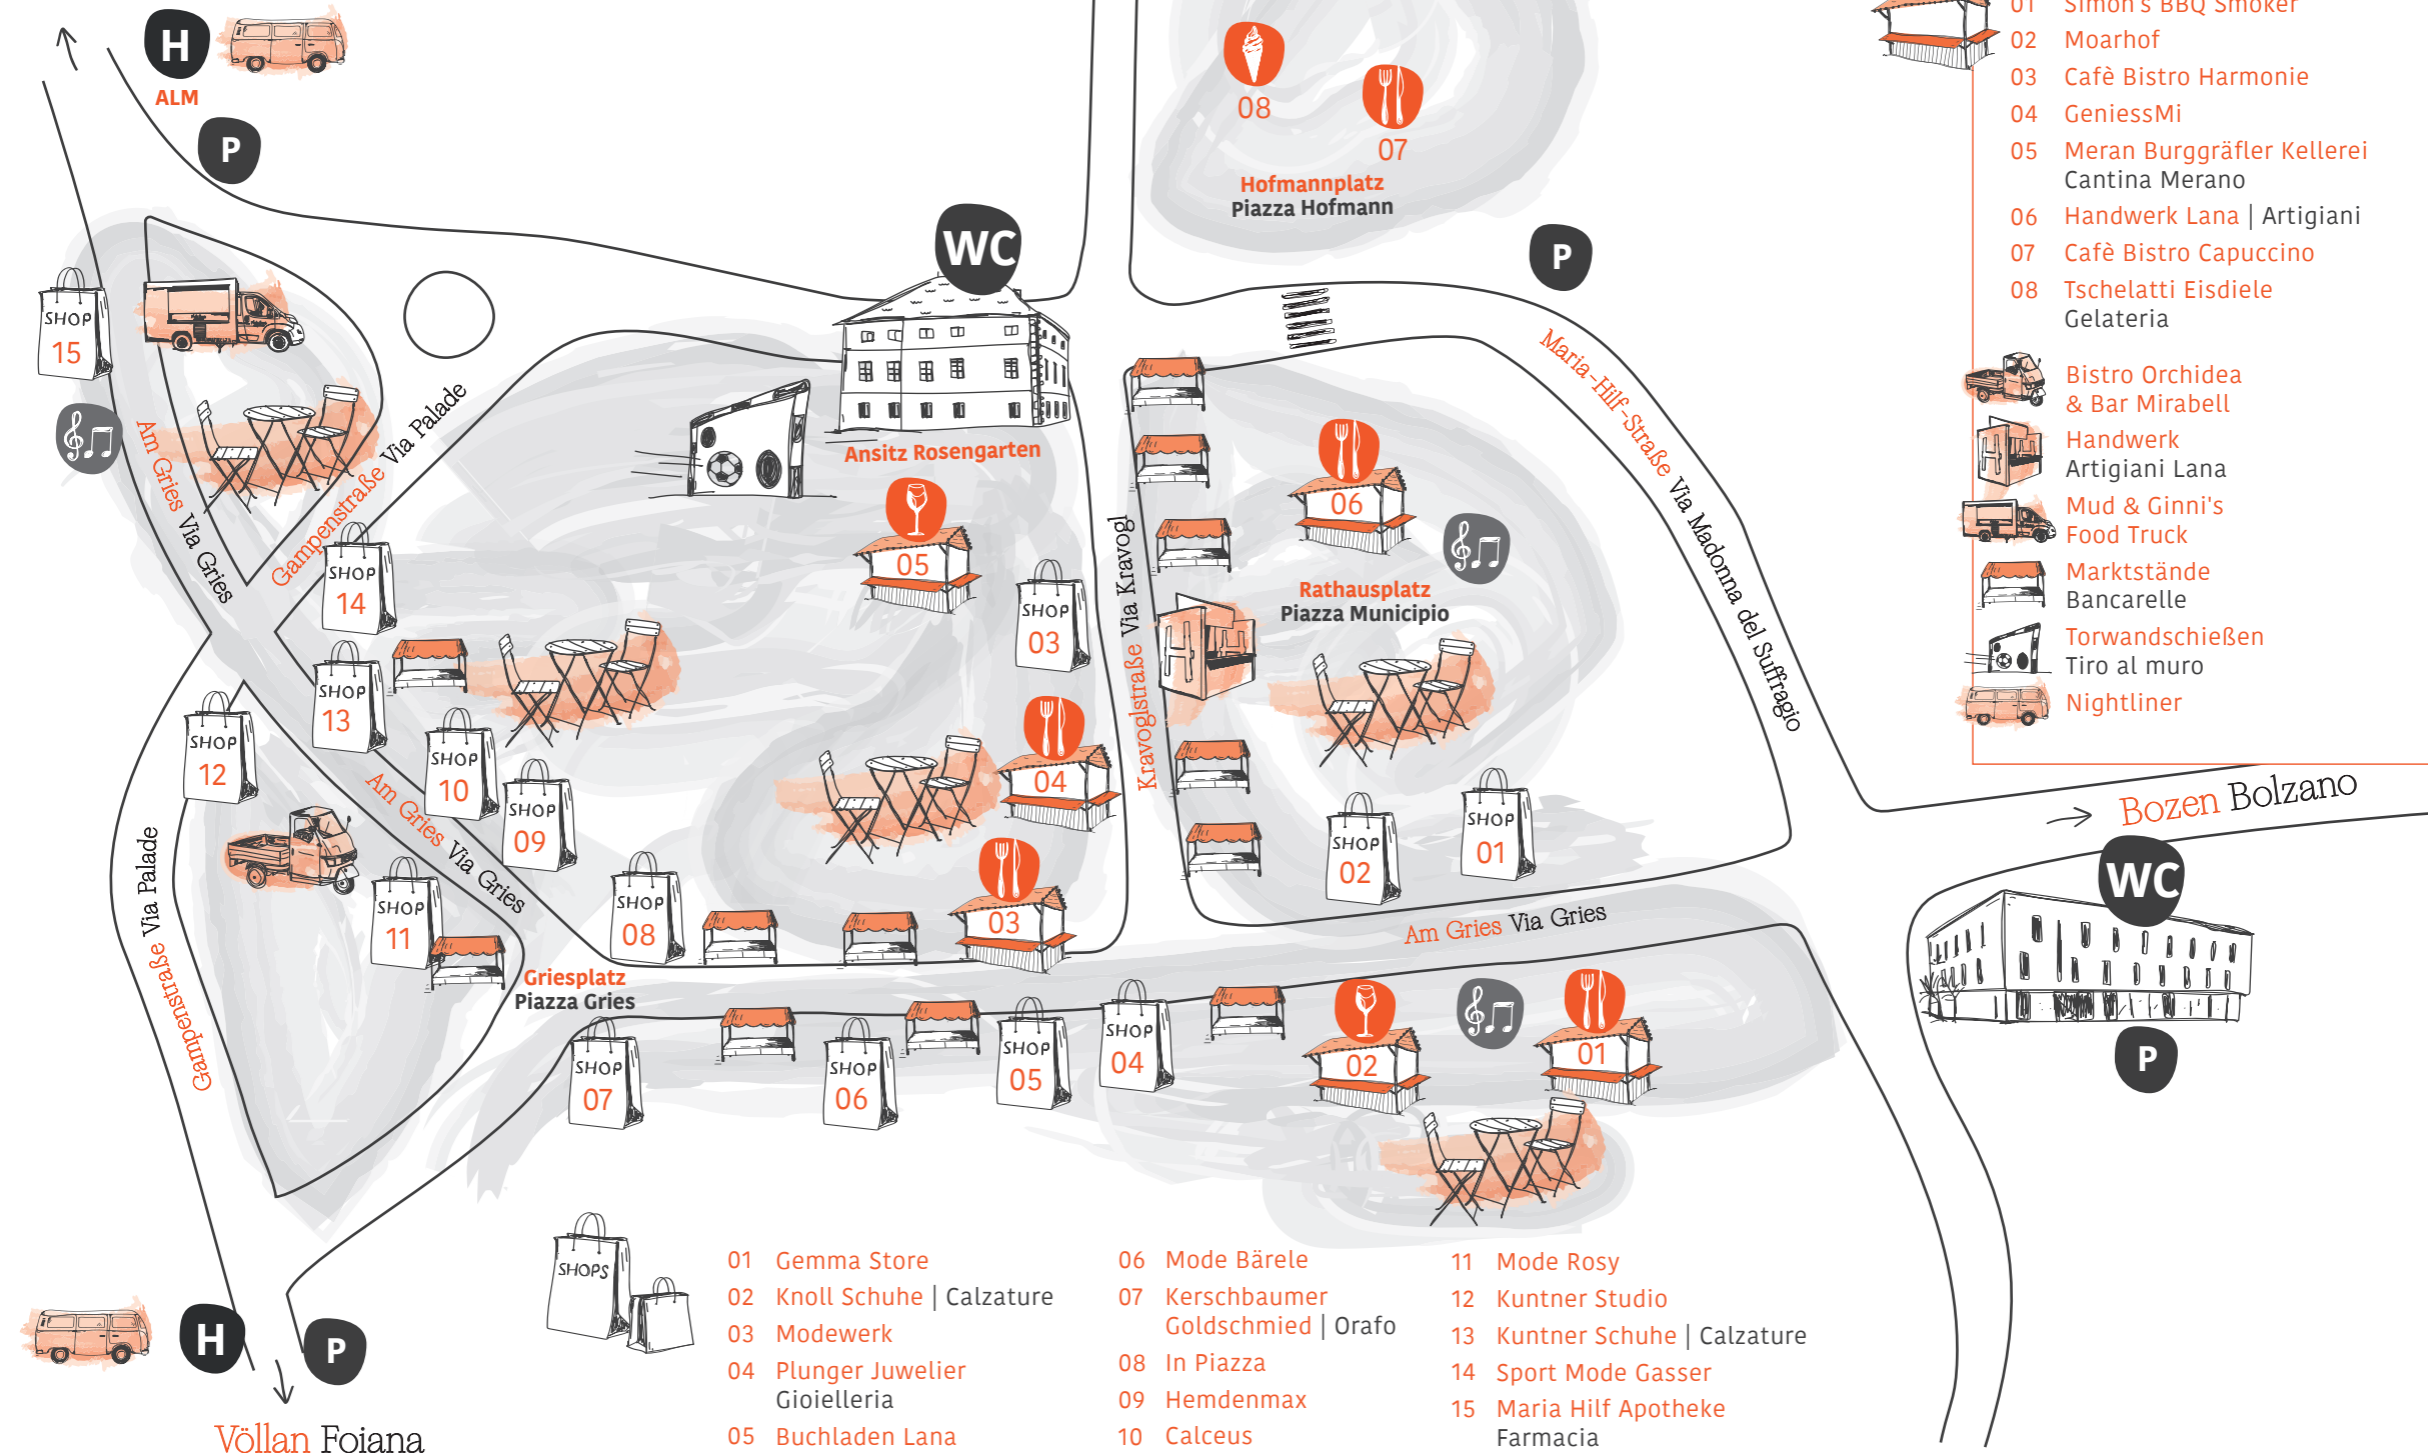 H
ALM
P
SHOP
15
Am Gries Via Gries
Gampenstraße Via Palade
WC
Ansitz Rosengarten
08
07
Hofmannplatz
Piazza Hofmann
P
Maria-Hilf-Straße Via Madonna del Suffragio
01 Simon's BBQ Smoker
02 Moarhof
03 Cafè Bistro Harmonie
04 GeniessMi
05 Meran Burggräfler Kellerei
Cantina Merano
06 Handwerk Lana | Artigiani
07 Cafè Bistro Capuccino
08 Tschelatti Eisdiele
Gelateria
Bistro Orchidea
& Bar Mirabell
Handwerk
Artigiani Lana
Mud & Ginni's
Food Truck
Marktstände
Bancarelle
Torwandschießen
Tiro al muro
Nightliner
Bozen Bolzano
WC
P
06
Rathausplatz
Piazza Municipio
Kravoglstraße Via Kravogl
05
SHOP
03
SHOP
14
SHOP
13
SHOP
12
SHOP
10
SHOP
09
04
Am Gries Via Gries
SHOP
02
SHOP
01
SHOP
11
SHOP
08
03
Am Gries Via Gries
Gampenstraße Via Palade
Griesplatz
Piazza Gries
SHOP
07
SHOP
06
SHOP
05
SHOP
04
02
01
H
P
Völlan Foiana
SHOPS
01 Gemma Store
02 Knoll Schuhe | Calzature
03 Modewerk
04 Plunger Juwelier
Gioielleria
05 Buchladen Lana
06 Mode Bärele
07 Kerschbaumer
Goldschmied | Orafo
08 In Piazza
09 Hemdenmax
10 Calceus
11 Mode Rosy
12 Kuntner Studio
13 Kuntner Schuhe | Calzature
14 Sport Mode Gasser
15 Maria Hilf Apotheke
Farmacia